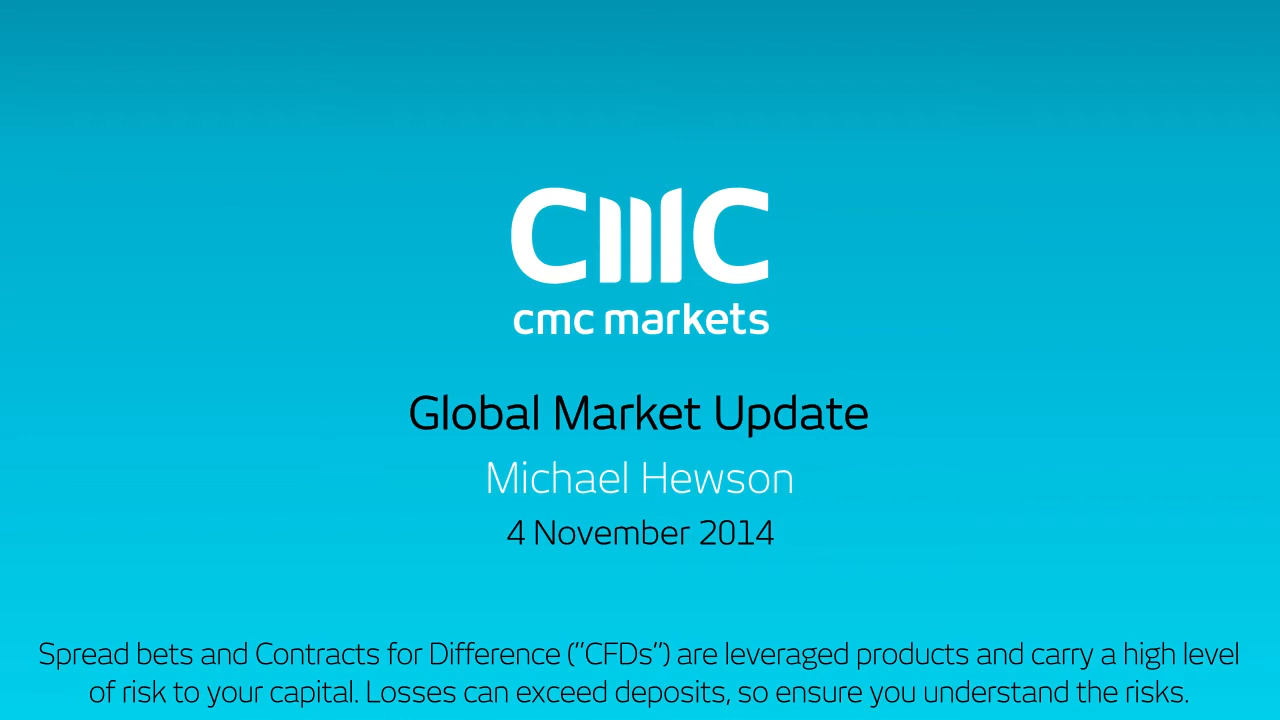 CMC
cmc markets
Global Market Update
Michael Hewson
4 November 2014
Spread bets and Contracts for Difference (“CFDs”) are leveraged products and carry a high level
of risk to your capital. Losses can exceed deposits, so ensure you understand the risks.